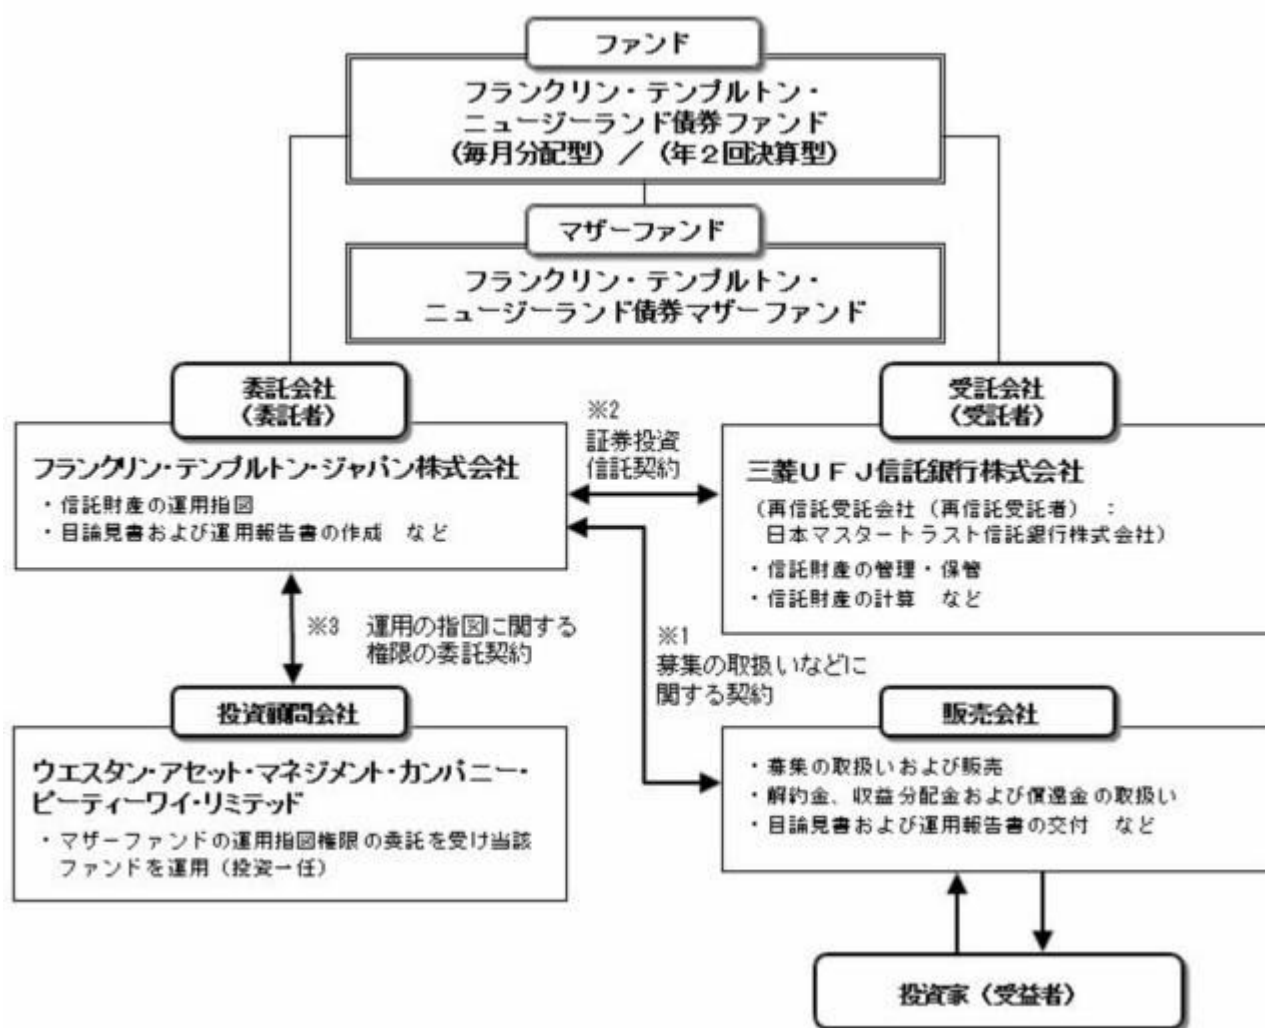 ファンド
フランクリン・テンプルトン・
ニュージーランド債券ファンド
（毎月分配型）／（年２回決算型）
マザーファンド
フランクリン・テンプルトン・
ニュージーランド債券マザーファンド
委託会社
（委託者）
フランクリン・テンプルトン・ジャパン株式会社
・信託財産の運用指図
・目論見書および運用報告書の作成　など
※2
証券投資
信託契約
受託会社
（受託者）
三菱ＵＦＪ信託銀行株式会社
（再信託受託会社（再信託受託者）：
日本マスタートラスト信託銀行株式会社）
・信託財産の管理・保管
・信託財産の計算　など
※3　運用の指図に関する
権限の委託契約
※1
募集の取扱いなどに
関する契約
投資顧問会社
ウエスタン・アセット・マネジメント・カンパニー・
ピーティーワイ・リミテッド
・マザーファンドの運用指図権限の委託を受け当該
ファンドを運用（投資一任）
販売会社
・募集の取扱いおよび販売
・解約金、収益分配金および償還金の取扱い
・目論見書および運用報告書の交付　など
投資家（受益者）